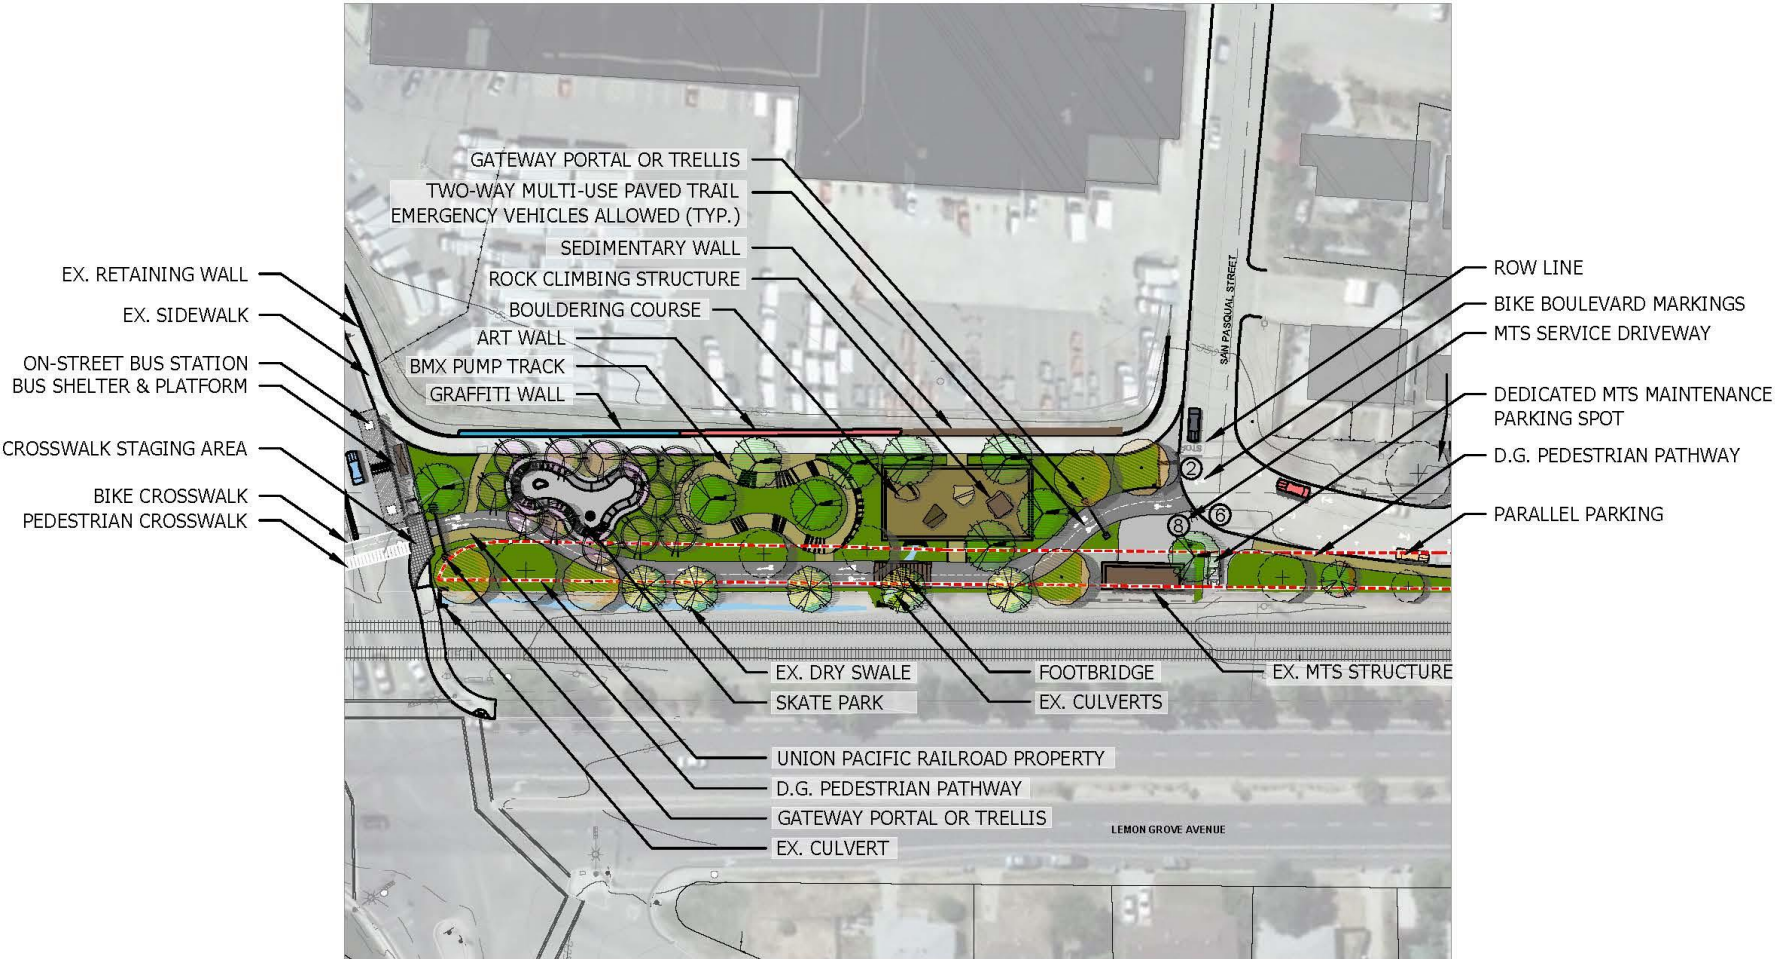 GATEWAY PORTAL OR TRELLIS
TWO-WAY MULTI-USE PAVED TRAIL
EMERGENCY VEHICLES ALLOWED (TYP.)
SEDIMENTARY WALL
ROCK CLIMBING STRUCTURE
BOULDERING COURSE
ART WALL
BMX PUMP TRACK
GRAFFITI WALL
EX. RETAINING WALL
EX. SIDEWALK
ON-STREET BUS STATION
BUS SHELTER & PLATFORM
CROSSWALK STAGING AREA
BIKE CROSSWALK
PEDESTRIAN CROSSWALK
SAN PASQUAL STREET
STOP
2
8
6
ROW LINE
BIKE BOULEVARD MARKINGS
MTS SERVICE DRIVEWAY
DEDICATED MTS MAINTENANCE
PARKING SPOT
D.G. PEDESTRIAN PATHWAY
PARALLEL PARKING
EX. DRY SWALE
SKATE PARK
FOOTBRIDGE
EX. CULVERTS
EX. MTS STRUCTURE
UNION PACIFIC RAILROAD PROPERTY
D.G. PEDESTRIAN PATHWAY
GATEWAY PORTAL OR TRELLIS
EX. CULVERT
LEMON GROVE AVENUE